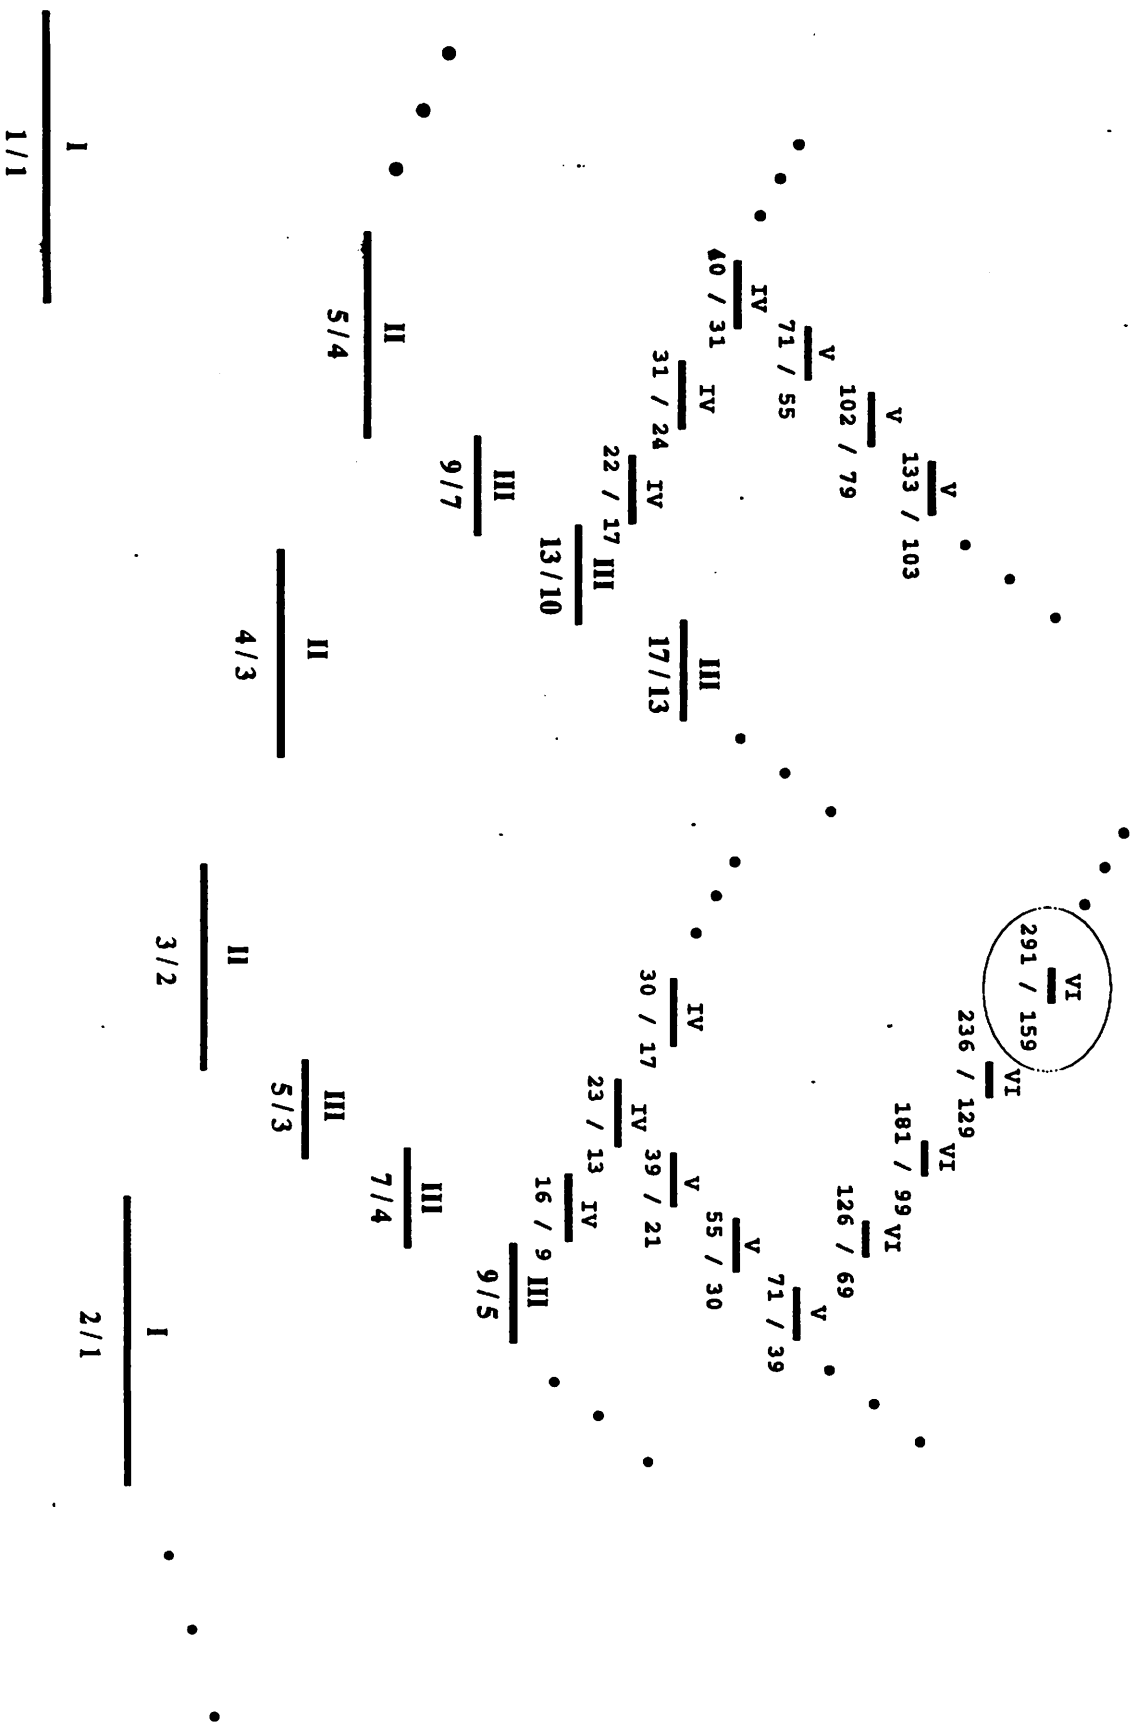 VI
291 / 159
VI
236 / 129
V
133 / 103
VI
181 / 99
V
102 / 79
VI
126 / 69
V
71 / 55
V
71 / 39
IV
40 / 31
V
55 / 30
IV
31 / 24
III
17/13
IV
30 / 17
V
39 / 21
IV
22 / 17
IV
23 / 13
III
13/10
IV
16 / 9
III
9/5
III
9/7
III
7/4
II
5/4
III
5/3
II
4/3
II
3/2
I
2/1
I
1/1